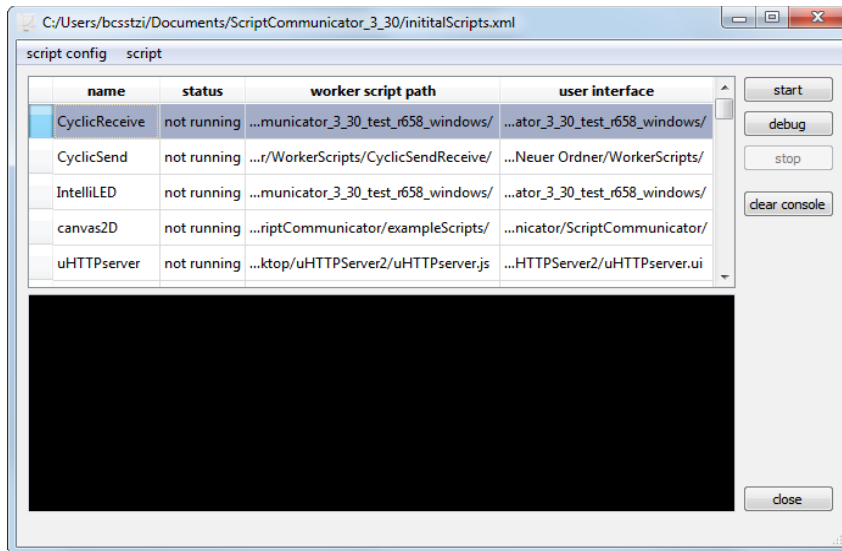 C:/Users/bcsstzi/Documents/ScriptCommunicator_3_30/inititalScripts.xml
script config script
name status worker script path user interface
CyclicReceive not running ...municator_3_30_test_r658_windows/ ...ator_3_30_test_r658_windows/
CyclicSend not running ...r/WorkerScripts/CyclicSendReceive/ ...Neuer Ordner/WorkerScripts/
IntelliLED not running ...municator_3_30_test_r658_windows/ ...ator_3_30_test_r658_windows/
canvas2D not running ...riptCommunicator/exampleScripts/ ...nicator/ScriptCommunicator/
uHTTPserver not running ...ktop/uHTTPServer2/uHTTPserver.js ...HTTPServer2/uHTTPserver.ui
start
debug
stop
clear console
close